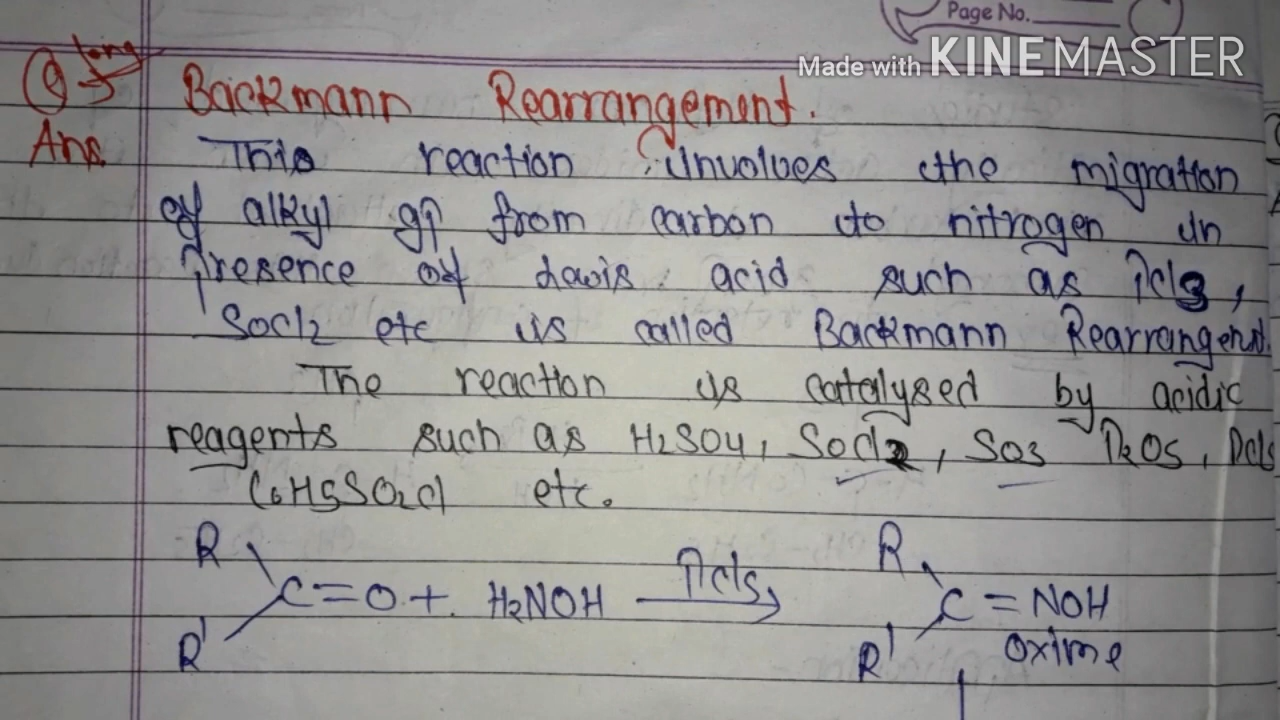 Page No.
Made with KINEMASTER
Q → long Backmann Rearrangement.
Ans. This reaction involves the migration
of alkyl gp from carbon to nitrogen in
Presence of Lewis acid such as PCl3,
SOCl2 etc is called Backmann Rearrangent.
The reaction is catalysed by acidic
reagents such as H2SO4, SOCl2, SO3 P2O5, PCl5
C6H5SO2Cl etc.
R R
C=O + H2NOH PCl5 → C = NOH
R' R' Oxime